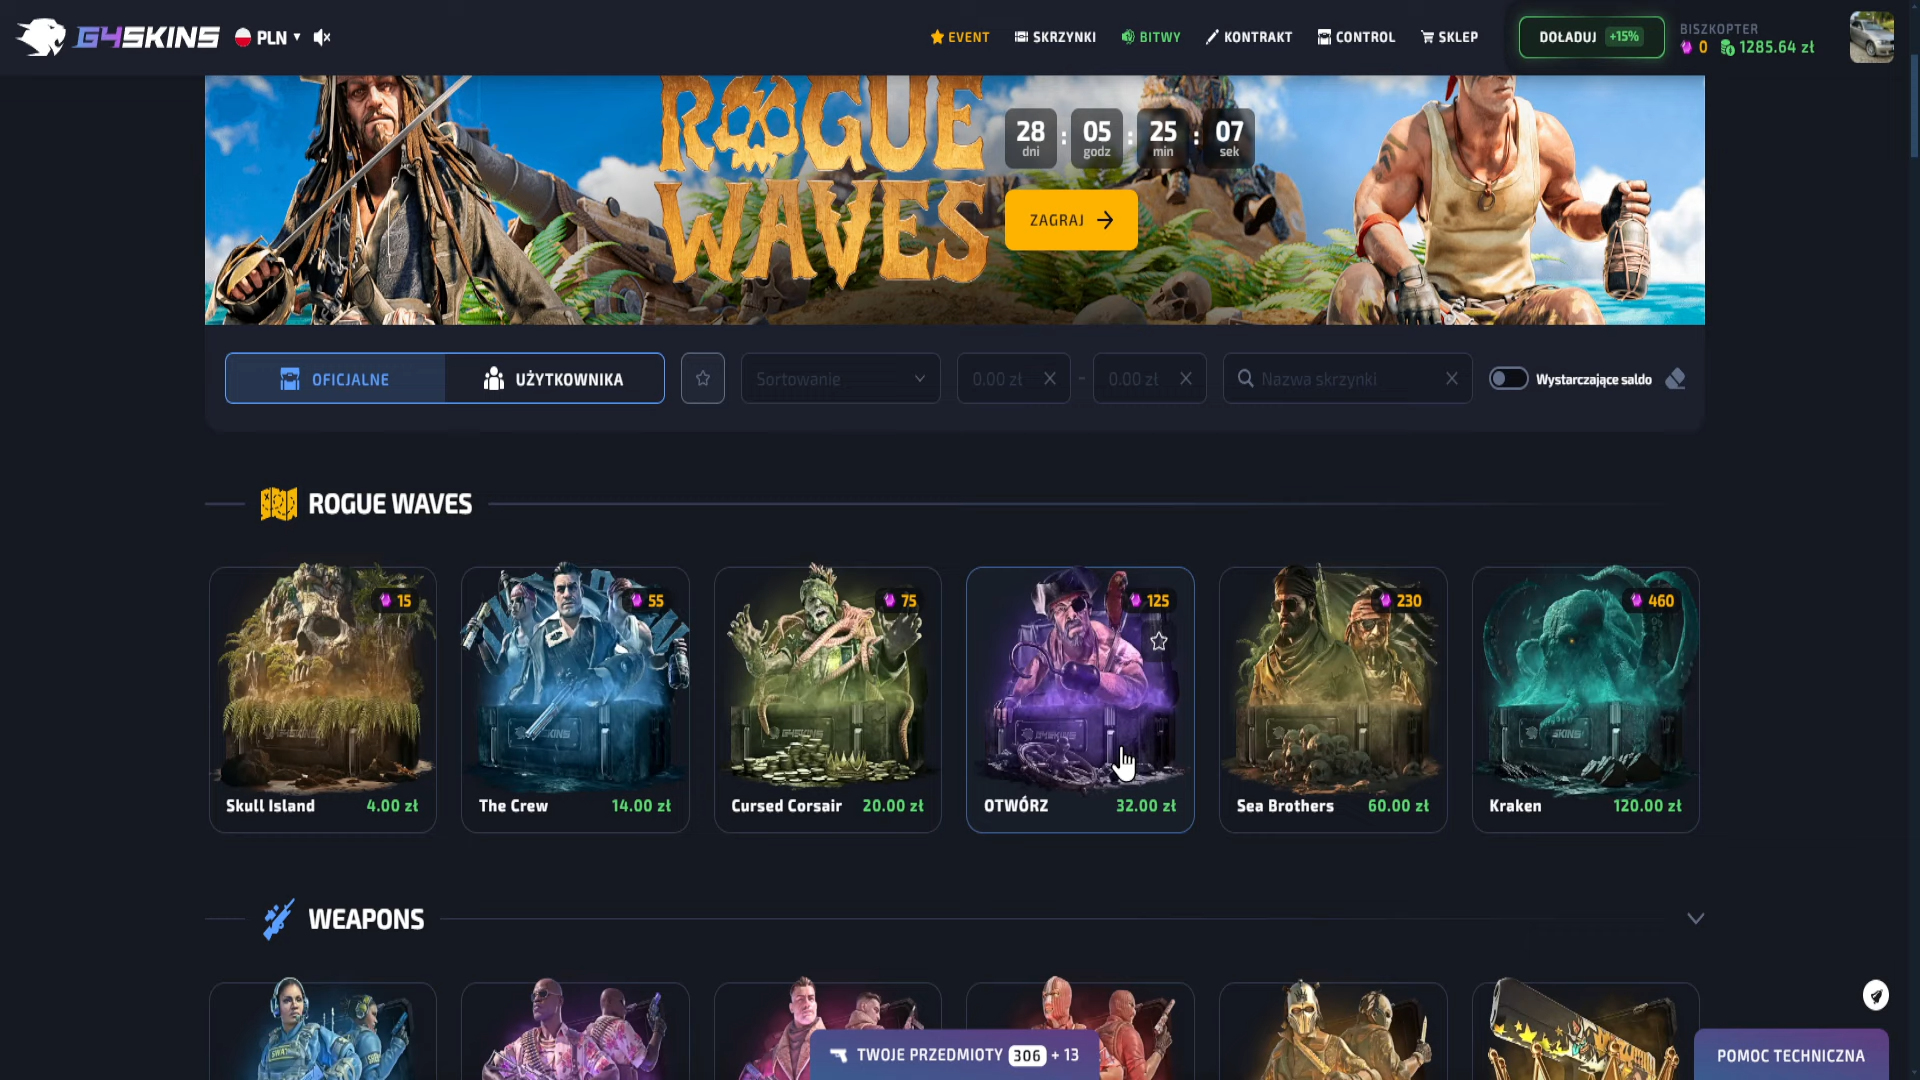 G4SKINS
PLN
EVENT
SKRZYNKI
BITWY
KONTRAKT
CONTROL
SKLEP
DOŁADUJ +15%
BISZKOPTER
0 1285.64 zł
ROGUE
WAVES
28 : 05 : 25 : 07
dni godz min sek
ZAGRAJ
OFICJALNE
UŻYTKOWNIKA
Sortowanie
0.00 zł - 0.00 zł
Nazwa skrzynki
Wystarczające saldo
ROGUE WAVES
15 55 75 125 230 460
Skull Island 4.00 zł
The Crew 14.00 zł
Cursed Corsair 20.00 zł
OTWÓRZ 32.00 zł
Sea Brothers 60.00 zł
Kraken 120.00 zł
WEAPONS
TWOJE PRZEDMIOTY 306 + 13
POMOC TECHNICZNA